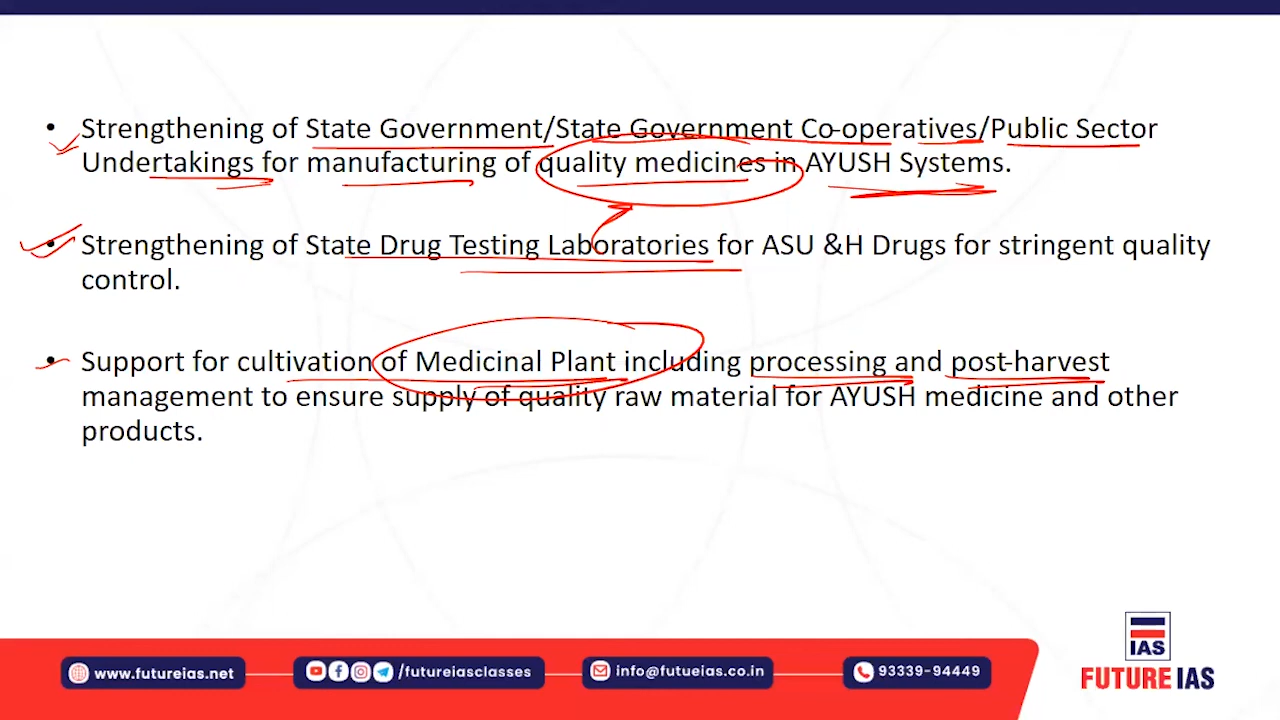 • Strengthening of State Government/State Government Co-operatives/Public Sector
Undertakings for manufacturing of quality medicines in AYUSH Systems.
• Strengthening of State Drug Testing Laboratories for ASU &H Drugs for stringent quality
control.
• Support for cultivation of Medicinal Plant including processing and post-harvest
management to ensure supply of quality raw material for AYUSH medicine and other
products.
IAS
FUTURE IAS
www.futureias.net
/futureiasclasses
info@futueias.co.in
93339-94449